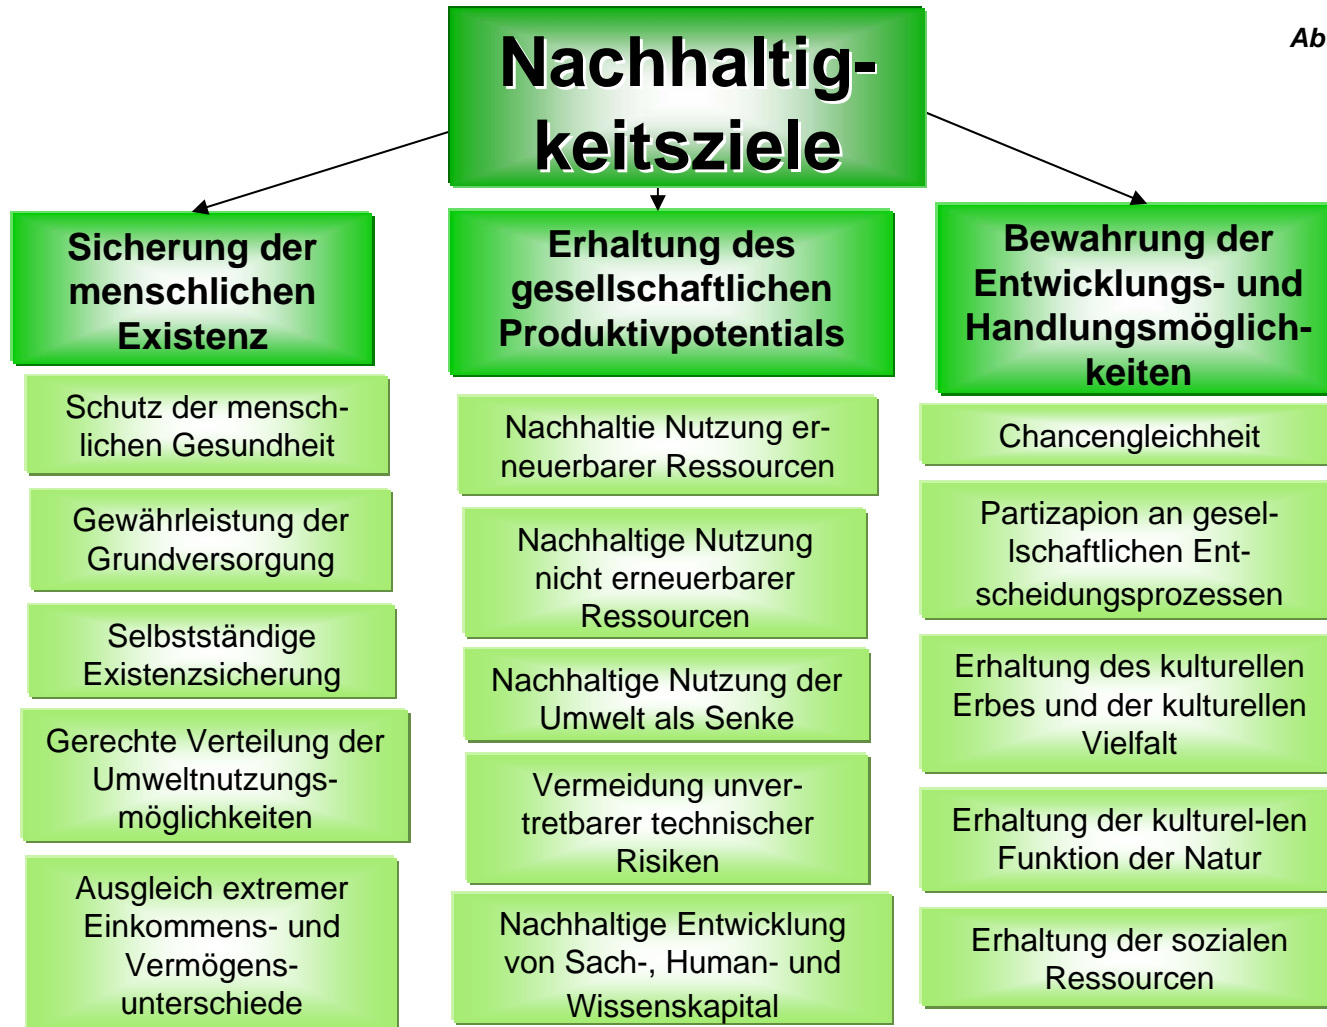 Nachhaltig-
keitsziele
Ab
Sicherung der
menschlichen
Existenz
Schutz der mensch-
lichen Gesundheit
Gewährleistung der
Grundversorgung
Selbstständige
Existenzsicherung
Gerechte Verteilung der
Umweltnutzungs-
möglichkeiten
Ausgleich extremer
Einkommens- und
Vermögens-
unterschiede
Erhaltung des
gesellschaftlichen
Produktivpotentials
Nachhaltie Nutzung er-
neuerbarer Ressourcen
Nachhaltige Nutzung
nicht erneuerbarer
Ressourcen
Nachhaltige Nutzung der
Umwelt als Senke
Vermeidung unver-
tretbarer technischer
Risiken
Nachhaltige Entwicklung
von Sach-, Human- und
Wissenskapital
Bewahrung der
Entwicklungs- und
Handlungsmöglich-
keiten
Chancengleichheit
Partizapion an gesel-
lschaftlichen Ent-
scheidungsprozessen
Erhaltung des kulturellen
Erbes und der kulturellen
Vielfalt
Erhaltung der kulturel-len
Funktion der Natur
Erhaltung der sozialen
Ressourcen